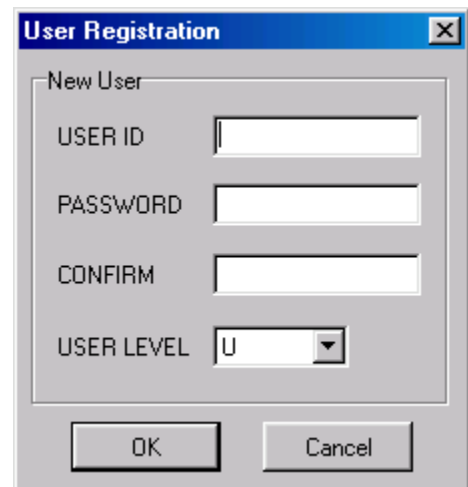 User Registration
New User
USER ID
PASSWORD
CONFIRM
USER LEVEL U
OK Cancel